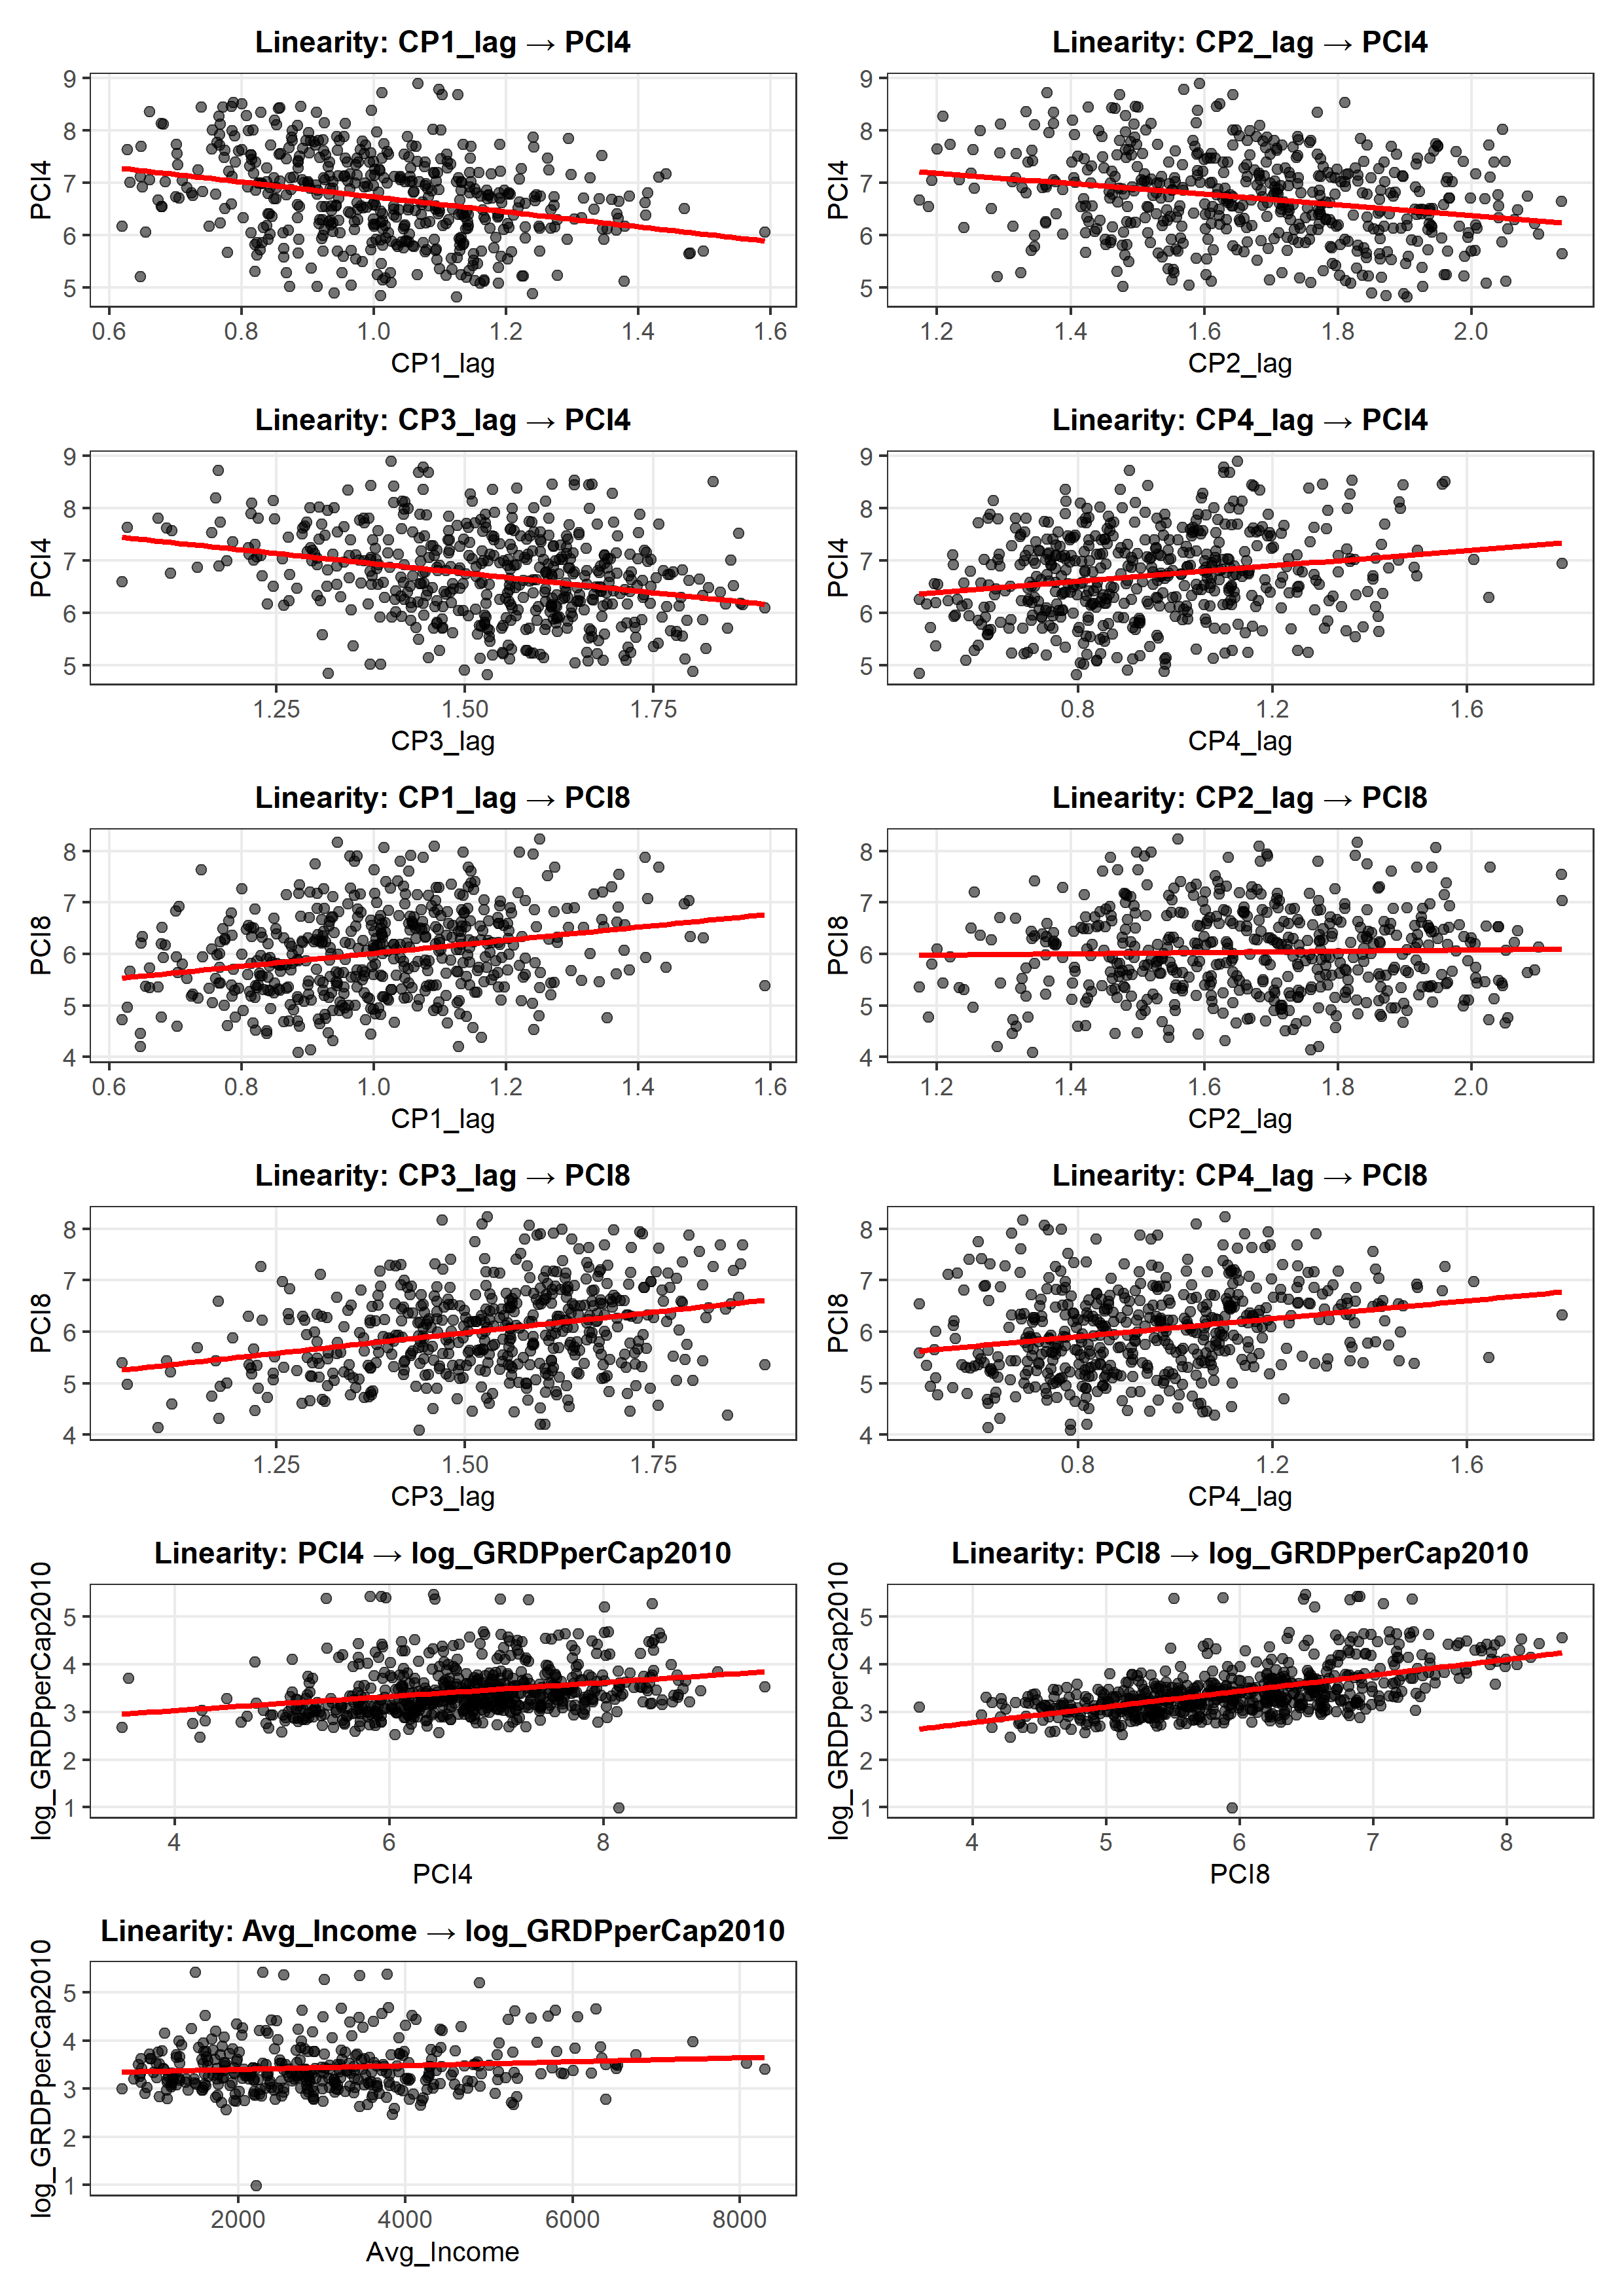 Linearity: CP1_lag → PCI4
PCI4
9
8
7
6
5
0.6 0.8 1.0 1.2 1.4 1.6
CP1_lag
Linearity: CP2_lag → PCI4
PCI4
9
8
7
6
5
1.2 1.4 1.6 1.8 2.0
CP2_lag
Linearity: CP3_lag → PCI4
PCI4
9
8
7
6
5
1.25 1.50 1.75
CP3_lag
Linearity: CP4_lag → PCI4
PCI4
9
8
7
6
5
0.8 1.2 1.6
CP4_lag
Linearity: CP1_lag → PCI8
PCI8
8
7
6
5
4
0.6 0.8 1.0 1.2 1.4 1.6
CP1_lag
Linearity: CP2_lag → PCI8
PCI8
8
7
6
5
4
1.2 1.4 1.6 1.8 2.0
CP2_lag
Linearity: CP3_lag → PCI8
PCI8
8
7
6
5
4
1.25 1.50 1.75
CP3_lag
Linearity: CP4_lag → PCI8
PCI8
8
7
6
5
4
0.8 1.2 1.6
CP4_lag
Linearity: PCI4 → log_GRDPperCap2010
log_GRDPperCap2010
5
4
3
2
1
4 6 8
PCI4
Linearity: PCI8 → log_GRDPperCap2010
log_GRDPperCap2010
5
4
3
2
1
4 5 6 7 8
PCI8
Linearity: Avg_Income → log_GRDPperCap2010
log_GRDPperCap2010
5
4
3
2
1
2000 4000 6000 8000
Avg_Income